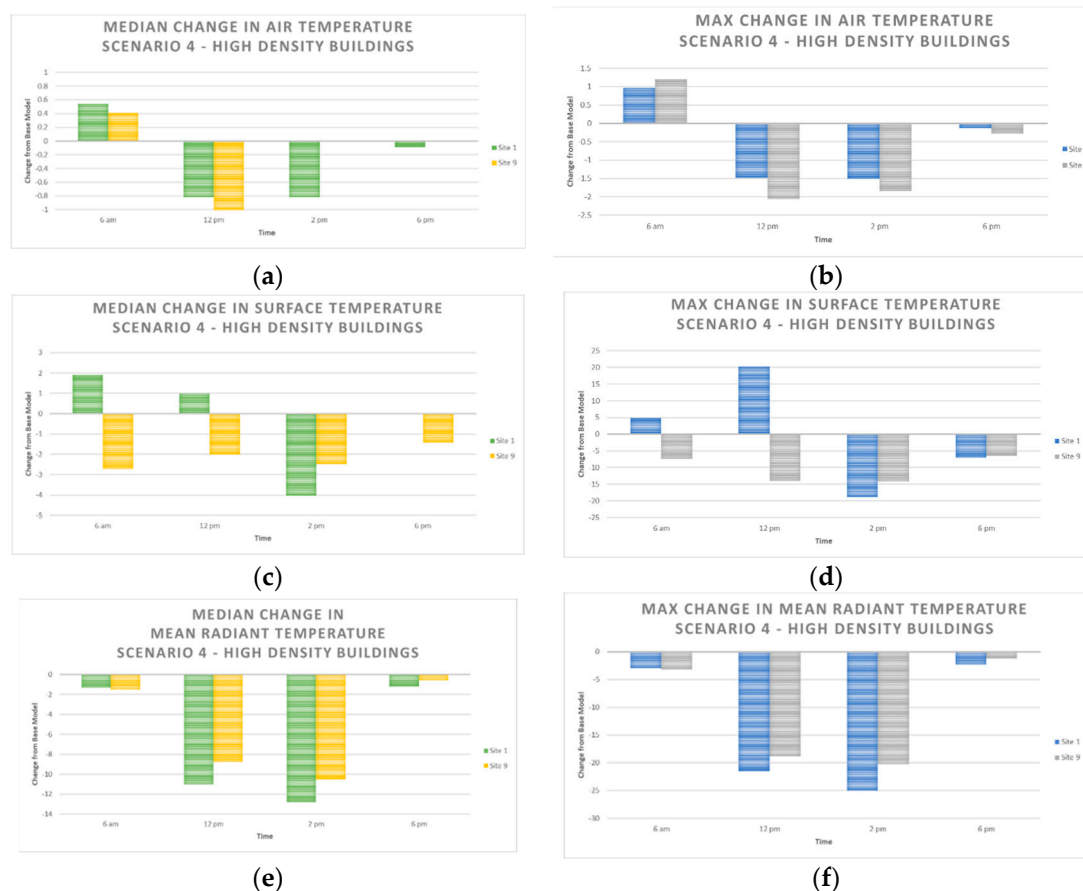 MEDIAN CHANGE IN AIR TEMPERATURE
SCENARIO 4 - HIGH DENSITY BUILDINGS
Change from Base Model
1
0.8
0.6
0.4
0.2
0
-0.2
-0.4
-0.6
-0.8
-1
6 am
12 pm
2 pm
6 pm
Time
Site 1
Site 9
(a)
MAX CHANGE IN AIR TEMPERATURE
SCENARIO 4 - HIGH DENSITY BUILDINGS
Change from Base Model
1.5
1
0.5
0
-0.5
-1
-1.5
-2
-2.5
6 am
12 pm
2 pm
6 pm
Time
Site
Site
(b)
MEDIAN CHANGE IN SURFACE TEMPERATURE
SCENARIO 4 - HIGH DENSITY BUILDINGS
Change from Base Model
3
2
1
0
-1
-2
-3
-4
-5
6 am
12 pm
2 pm
6 pm
Time
Site 1
Site 9
(c)
MAX CHANGE IN SURFACE TEMPERATURE
SCENARIO 4 - HIGH DENSITY BUILDINGS
Change from Base Model
25
20
15
10
5
0
-5
-10
-15
-20
-25
6 am
12 pm
2 pm
6 pm
Time
Site 1
Site 9
(d)
MEDIAN CHANGE IN
MEAN RADIANT TEMPERATURE
SCENARIO 4 - HIGH DENSITY BUILDINGS
Change from Base Model
0
-2
-4
-6
-8
-10
-12
-14
6 am
12 pm
2 pm
6 pm
Time
Site 1
Site 9
(e)
MAX CHANGE IN MEAN RADIANT TEMPERATURE
SCENARIO 4 - HIGH DENSITY BUILDINGS
Change from Base Model
0
-5
-10
-15
-20
-25
-30
6 am
12 pm
2 pm
6 pm
Time
Site 1
Site 9
(f)